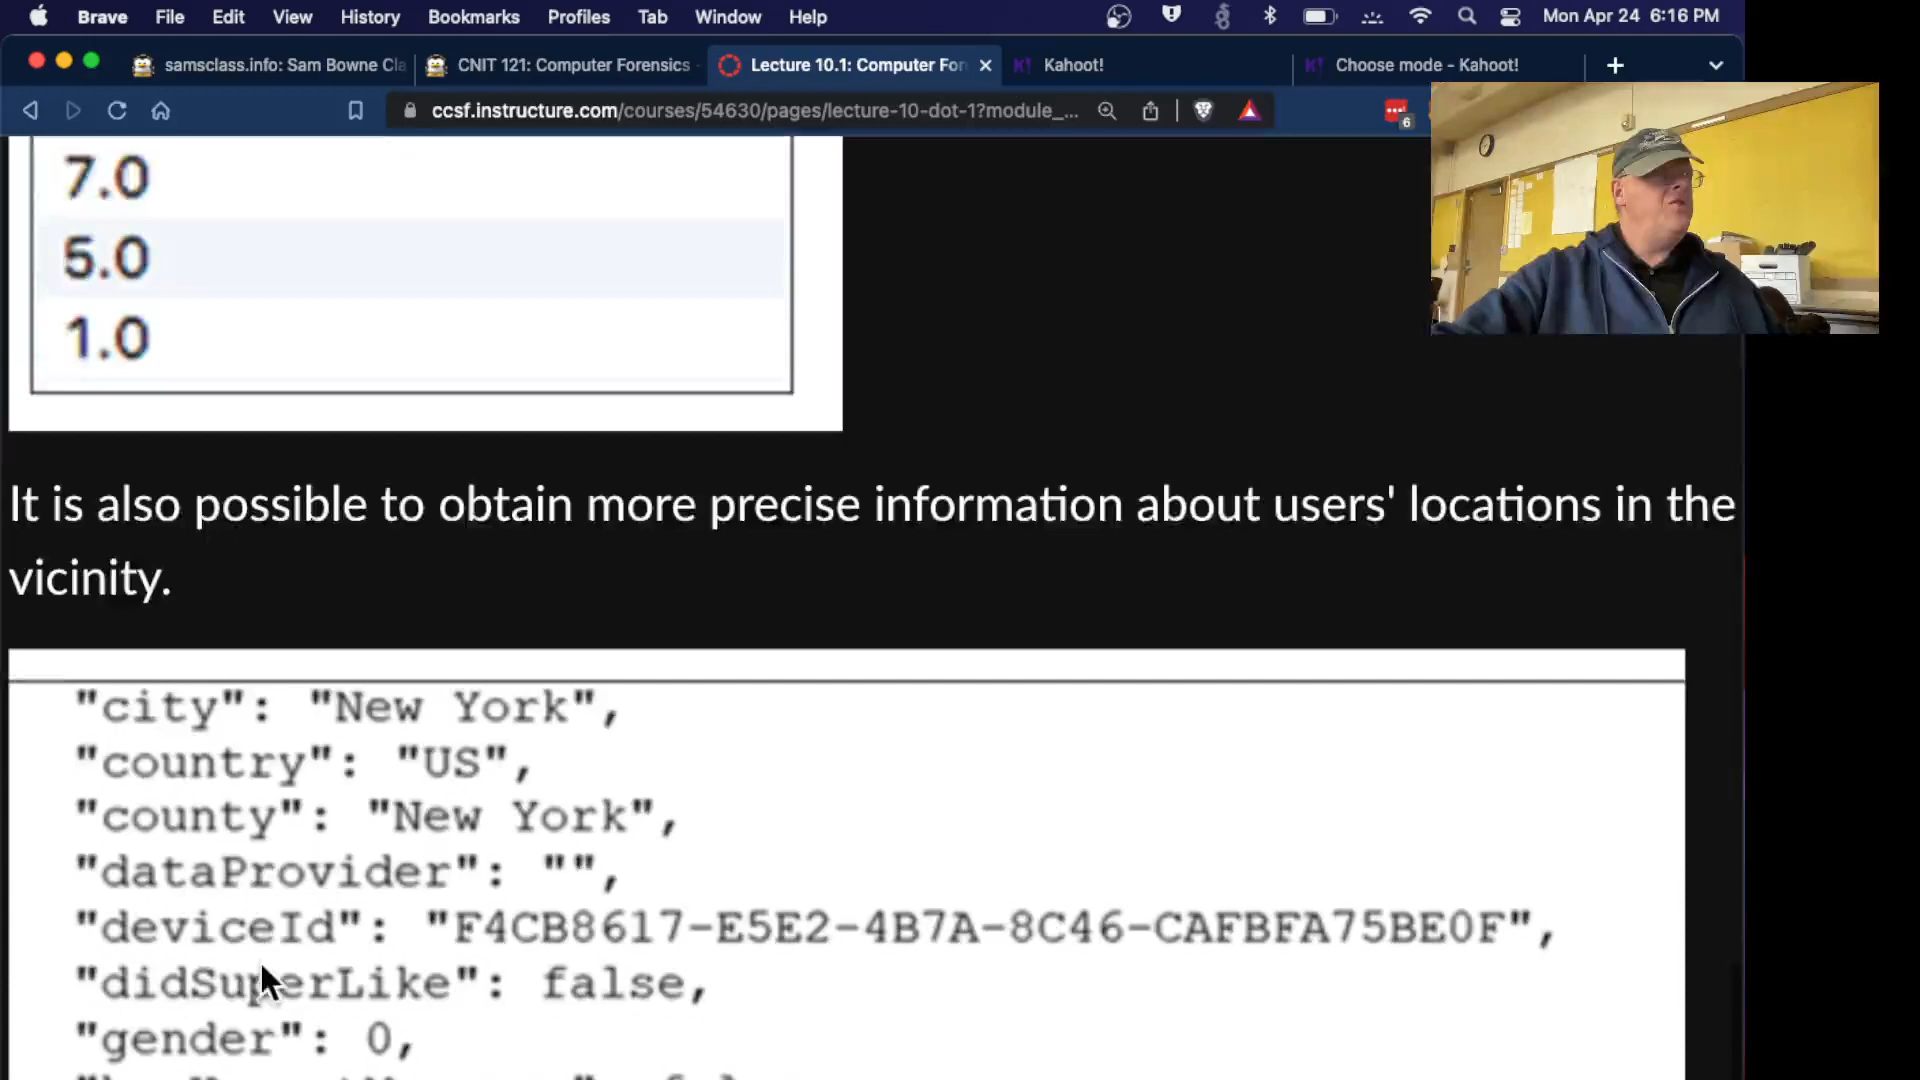 Brave File Edit View History Bookmarks Profiles Tab Window Help Mon Apr 24 6:16 PM
samsclass.info: Sam Bowne Cla CNIT 121: Computer Forensics Lecture 10.1: Computer For Kahoot! Choose mode - Kahoot!
ccsf.instructure.com/courses/54630/pages/lecture-10-dot-1?module_... 6
7.0
5.0
1.0
It is also possible to obtain more precise information about users' locations in the
vicinity.
"city": "New York",
"country": "US",
"county": "New York",
"dataProvider": "",
"deviceId": "F4CB8617-E5E2-4B7A-8C46-CAFBFA75BE0F",
"didSuperLike": false,
"gender": 0,